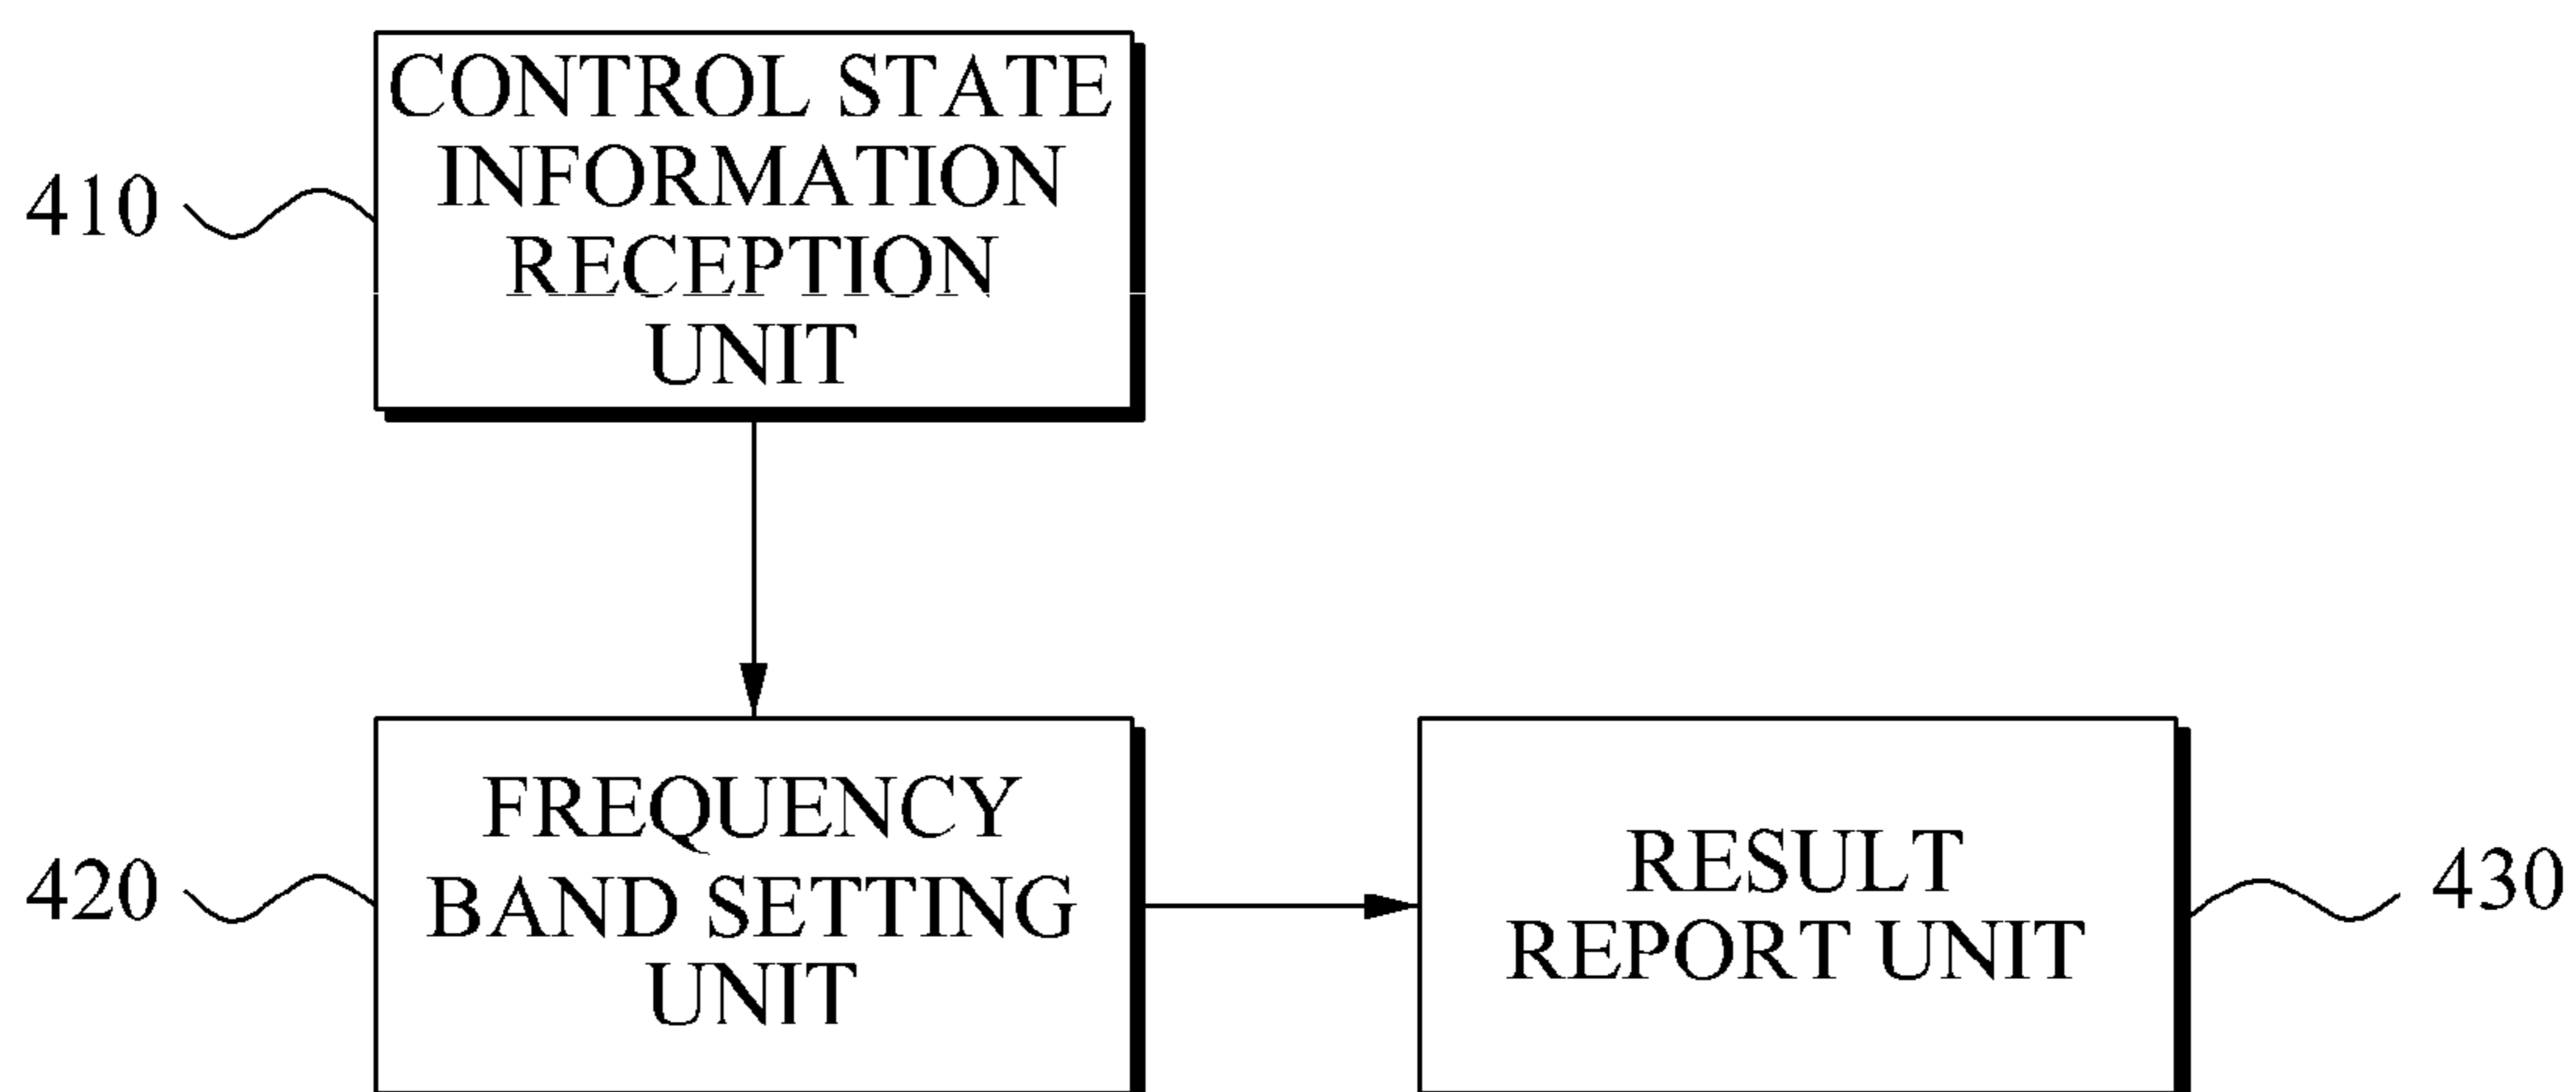 CONTROL STATE
INFORMATION
RECEPTION
UNIT
410
FREQUENCY
BAND SETTING
UNIT
420
RESULT
REPORT UNIT
430